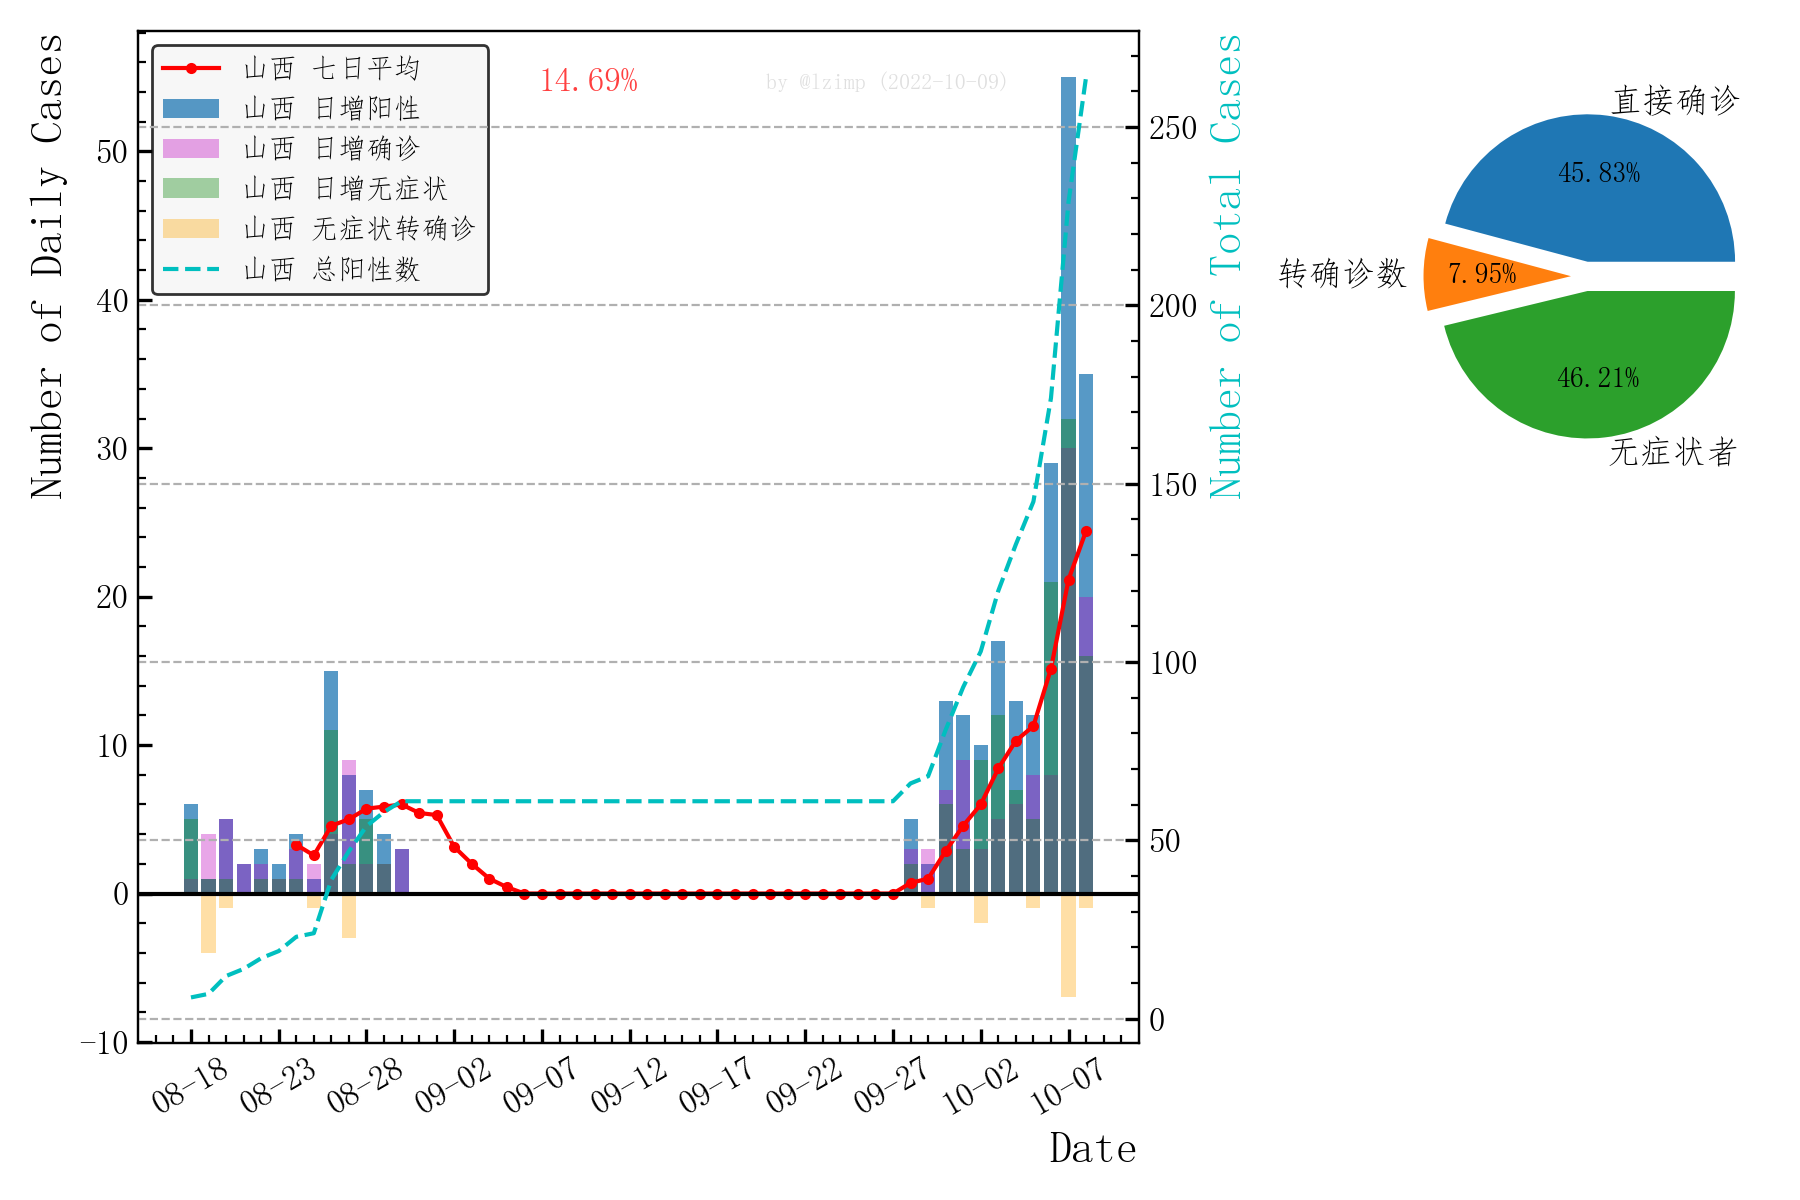 山西 七日平均
山西 日增阳性
山西 日增确诊
山西 日增无症状
山西 无症状转确诊
山西 总阳性数
14.69%
by @lzimp (2022-10-09)
Number of Daily Cases
50
40
30
20
10
0
-10
Number of Total Cases
250
200
150
100
50
0
08-18
08-23
08-28
09-02
09-07
09-12
09-17
09-22
09-27
10-02
10-07
Date
直接确诊
45.83%
转确诊数
7.95%
46.21%
无症状者